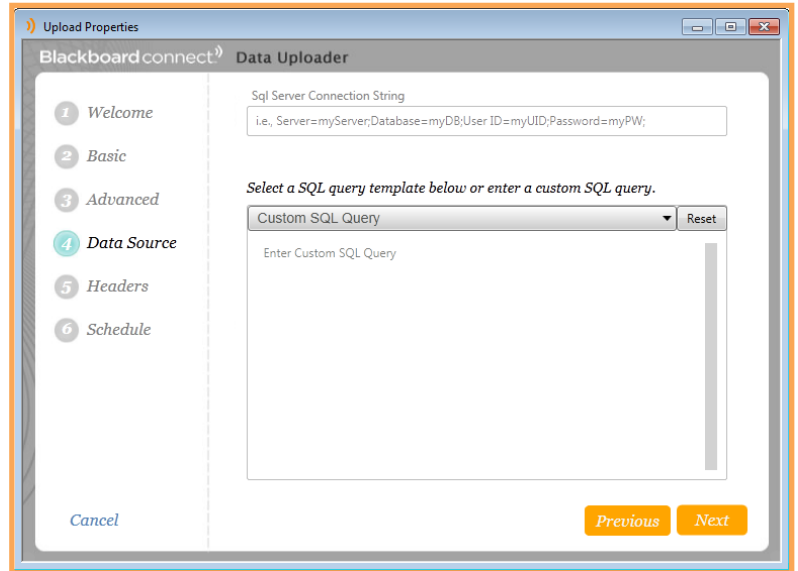 Upload Properties
Blackboard connect. Data Uploader
1 Welcome
2 Basic
3 Advanced
4 Data Source
5 Headers
6 Schedule
Cancel
Sql Server Connection String
i.e., Server=myServer;Database=myDB;User ID=myUID;Password=myPW;
Select a SQL query template below or enter a custom SQL query.
Custom SQL Query Reset
Enter Custom SQL Query
Previous Next